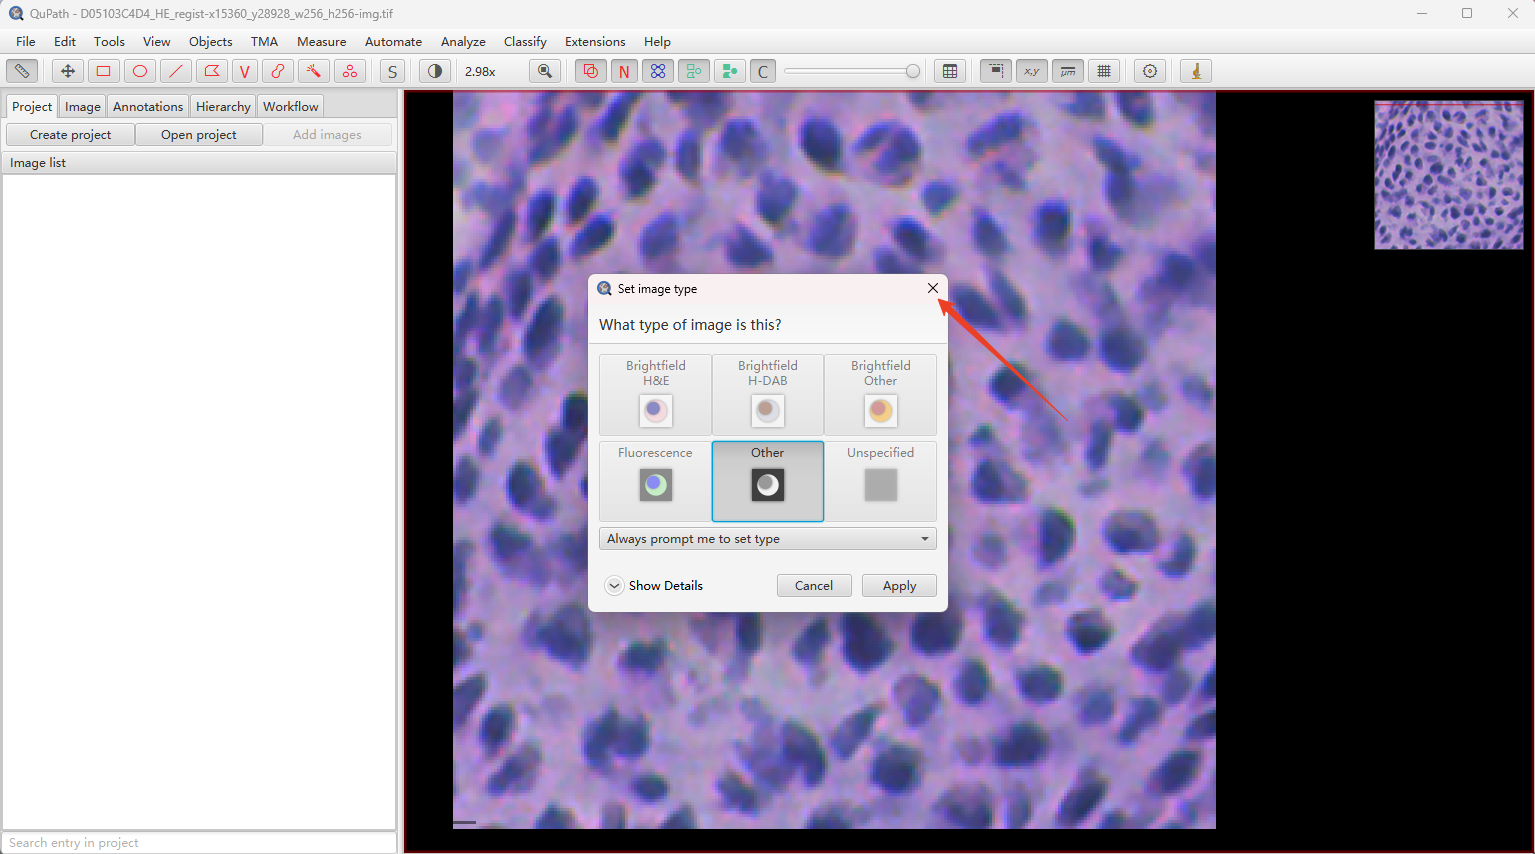 QuPath - D05103C4D4_HE_regist-x15360_y28928_w256_h256-img.tif
File Edit Tools View Objects TMA Measure Automate Analyze Classify Extensions Help
V S 2.98x N C x,y μm
Project Image Annotations Hierarchy Workflow
Create project Open project Add images
Image list
Set image type
What type of image is this?
Brightfield H&E
Brightfield H-DAB
Brightfield Other
Fluorescence Other Unspecified
Always prompt me to set type
Show Details Cancel Apply
Search entry in project